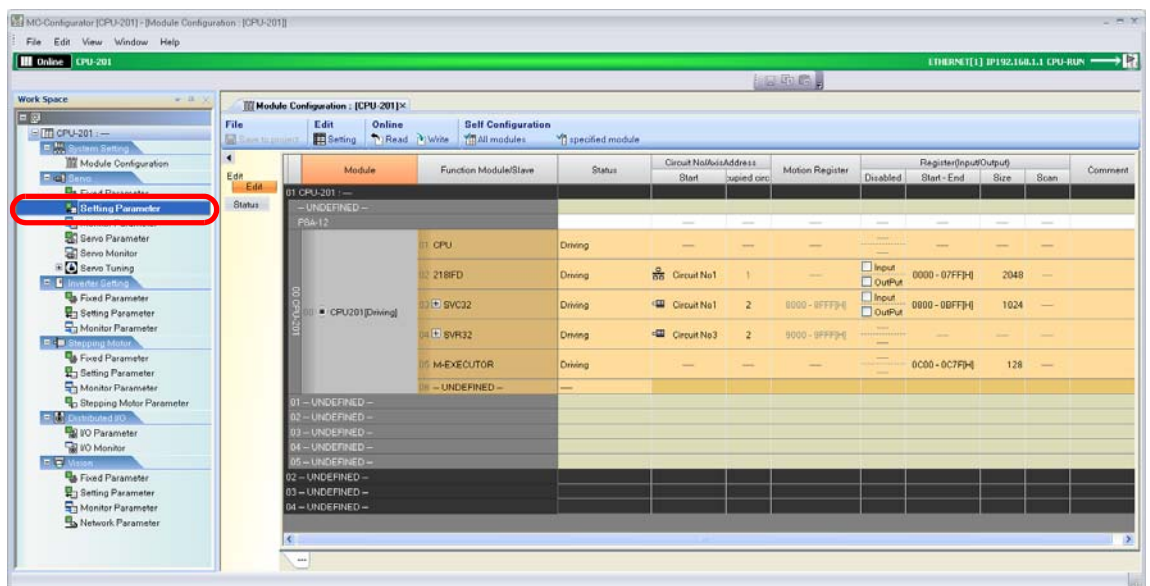 MC-Configurator [CPU-201] - [Module Configuration : [CPU-201]]
File Edit View Window Help
Online CPU-201 ETHERNET[1] IP192.168.1.1 CPU-RUN
Work Space
CPU-201 : ---
System Setting
Module Configuration
Servo
Fixed Parameter
Setting Parameter
Monitor Parameter
Servo Parameter
Servo Monitor
Servo Tuning
Inverter Setting
Fixed Parameter
Setting Parameter
Monitor Parameter
Stepping Motor
Fixed Parameter
Setting Parameter
Monitor Parameter
Stepping Motor Parameter
Distributed I/O
I/O Parameter
I/O Monitor
Vision
Fixed Parameter
Setting Parameter
Monitor Parameter
Network Parameter
Module Configuration : [CPU-201]
File Edit Online Self Configuration
Save to project Setting Read Write All modules specified module
Edit
Edit
Status
Module Function Module/Slave Status Circuit No/AxisAddress Motion Register Register(Input/Output) Comment
Start cupied circ Disabled Start - End Size Scan
01 CPU-201 : ---
-- UNDEFINED --
PSA-12 --- --- --- --- --- --- ---
00 CPU-201
00 CPU201[Driving]
01 CPU Driving --- --- --- --- --- --- ---
02 218IFD Driving Circuit No1 1 --- Input OutPut 0000 - 07FF[H] 2048 ---
03 SVC32 Driving Circuit No1 2 8000 - 8FFF[H] Input OutPut 0800 - 0BFF[H] 1024 ---
04 SVR32 Driving Circuit No3 2 9000 - 9FFF[H] --- --- --- ---
05 M-EXECUTOR Driving --- --- --- --- 0C00 - 0C7F[H] 128 ---
06 -- UNDEFINED -- ---
01 -- UNDEFINED --
02 -- UNDEFINED --
03 -- UNDEFINED --
04 -- UNDEFINED --
05 -- UNDEFINED --
02 -- UNDEFINED --
03 -- UNDEFINED --
04 -- UNDEFINED --